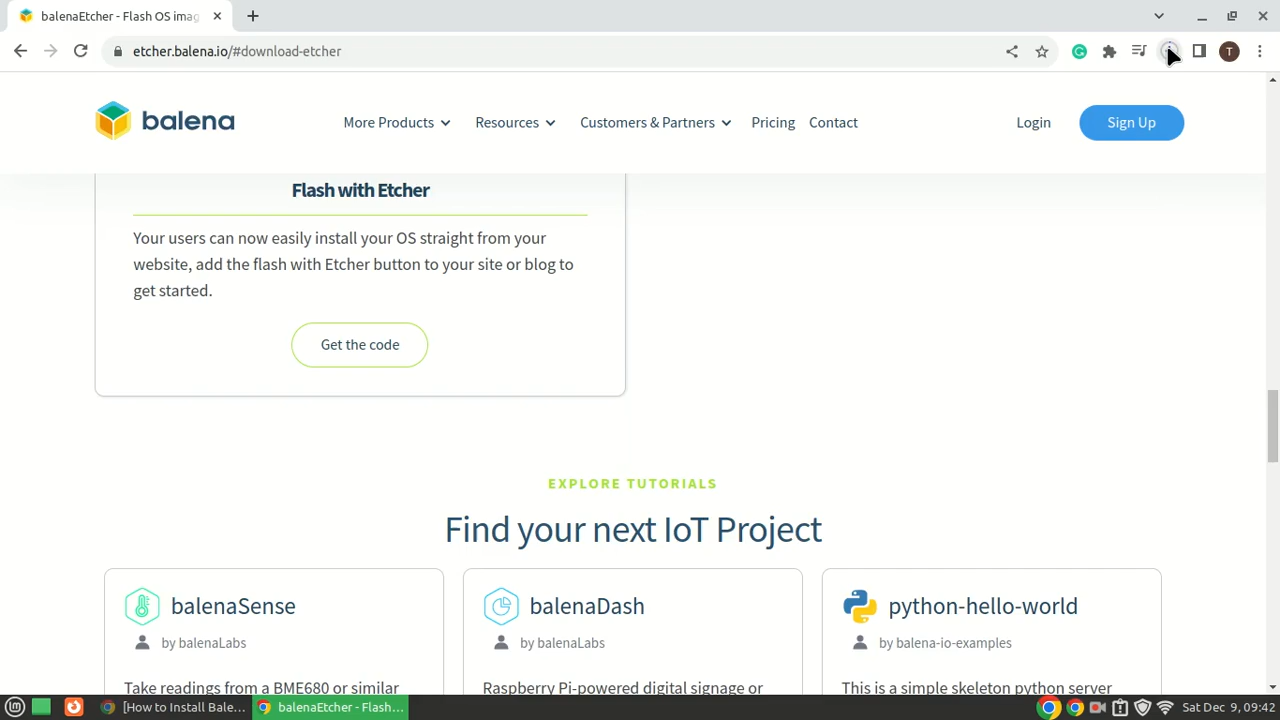 balenaEtcher - Flash OS imag
etcher.balena.io/#download-etcher
T
balena
More Products
Resources
Customers & Partners
Pricing
Contact
Login
Sign Up
Flash with Etcher
Your users can now easily install your OS straight from your
website, add the flash with Etcher button to your site or blog to
get started.
Get the code
EXPLORE TUTORIALS
Find your next IoT Project
balenaSense
by balenaLabs
Take readings from a BME680 or similar
balenaDash
by balenaLabs
Raspberry Pi-powered digital signage or
python-hello-world
by balena-io-examples
This is a simple skeleton python server
[How to Install Bale...
balenaEtcher - Flash...
Sat Dec 9, 09:42